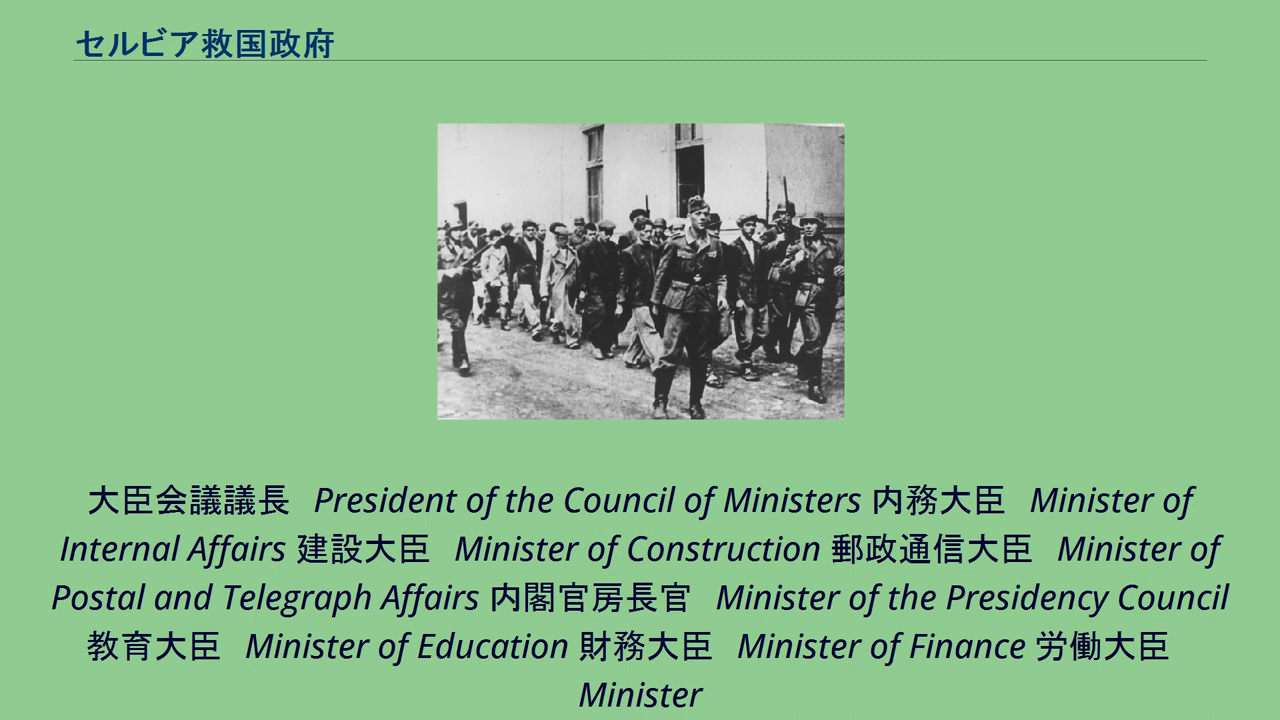 セルビア救国政府
大臣会議議長 President of the Council of Ministers 内務大臣 Minister of
Internal Affairs 建設大臣 Minister of Construction 郵政通信大臣 Minister of
Postal and Telegraph Affairs 内閣官房長官 Minister of the Presidency Council
教育大臣 Minister of Education 財務大臣 Minister of Finance 労働大臣
Minister